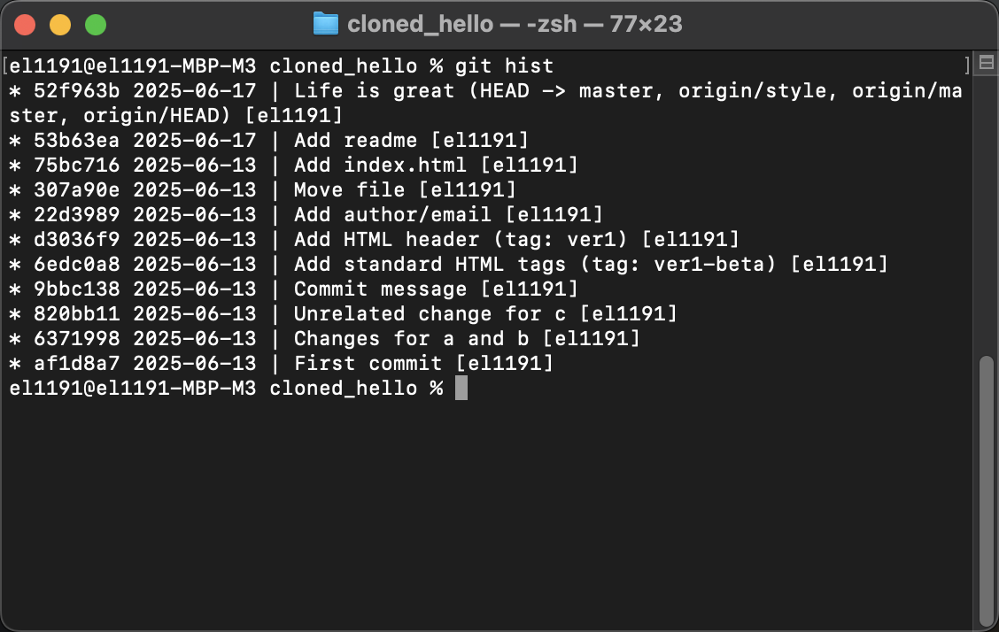 cloned_hello — -zsh — 77×23
[el1191@el1191-MBP-M3 cloned_hello % git hist ]
* 52f963b 2025-06-17 | Life is great (HEAD -> master, origin/style, origin/ma
ster, origin/HEAD) [el1191]
* 53b63ea 2025-06-17 | Add readme [el1191]
* 75bc716 2025-06-13 | Add index.html [el1191]
* 307a90e 2025-06-13 | Move file [el1191]
* 22d3989 2025-06-13 | Add author/email [el1191]
* d3036f9 2025-06-13 | Add HTML header (tag: ver1) [el1191]
* 6edc0a8 2025-06-13 | Add standard HTML tags (tag: ver1-beta) [el1191]
* 9bbc138 2025-06-13 | Commit message [el1191]
* 820bb11 2025-06-13 | Unrelated change for c [el1191]
* 6371998 2025-06-13 | Changes for a and b [el1191]
* af1d8a7 2025-06-13 | First commit [el1191]
el1191@el1191-MBP-M3 cloned_hello %